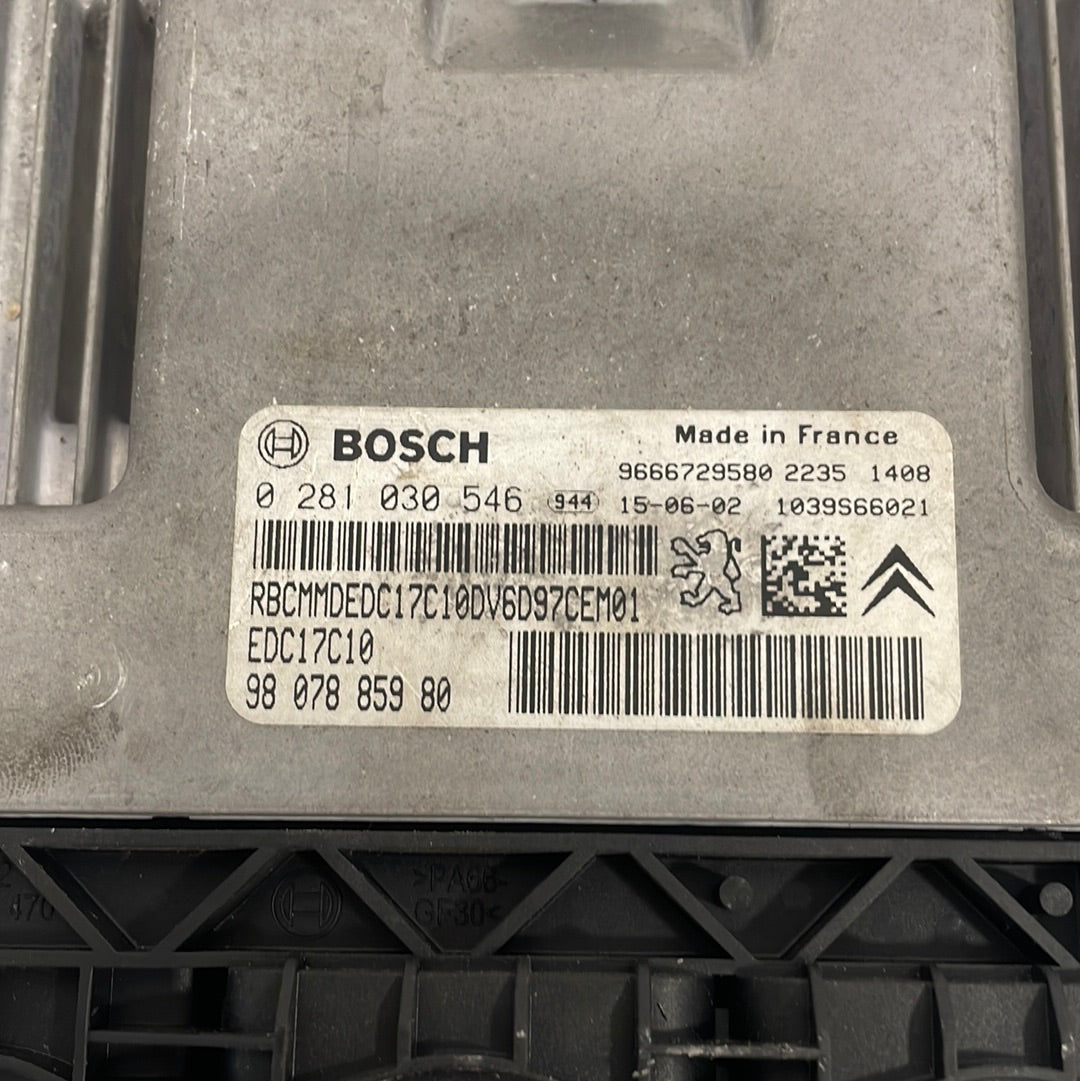 BOSCH
Made in France
9666729580 2235 1408
0 281 030 546 944 15-06-02 1039S66021
RBCMMDEDC17C10DV6D97CEM01
EDC17C10
98 078 859 80
>PA66-
GF30<